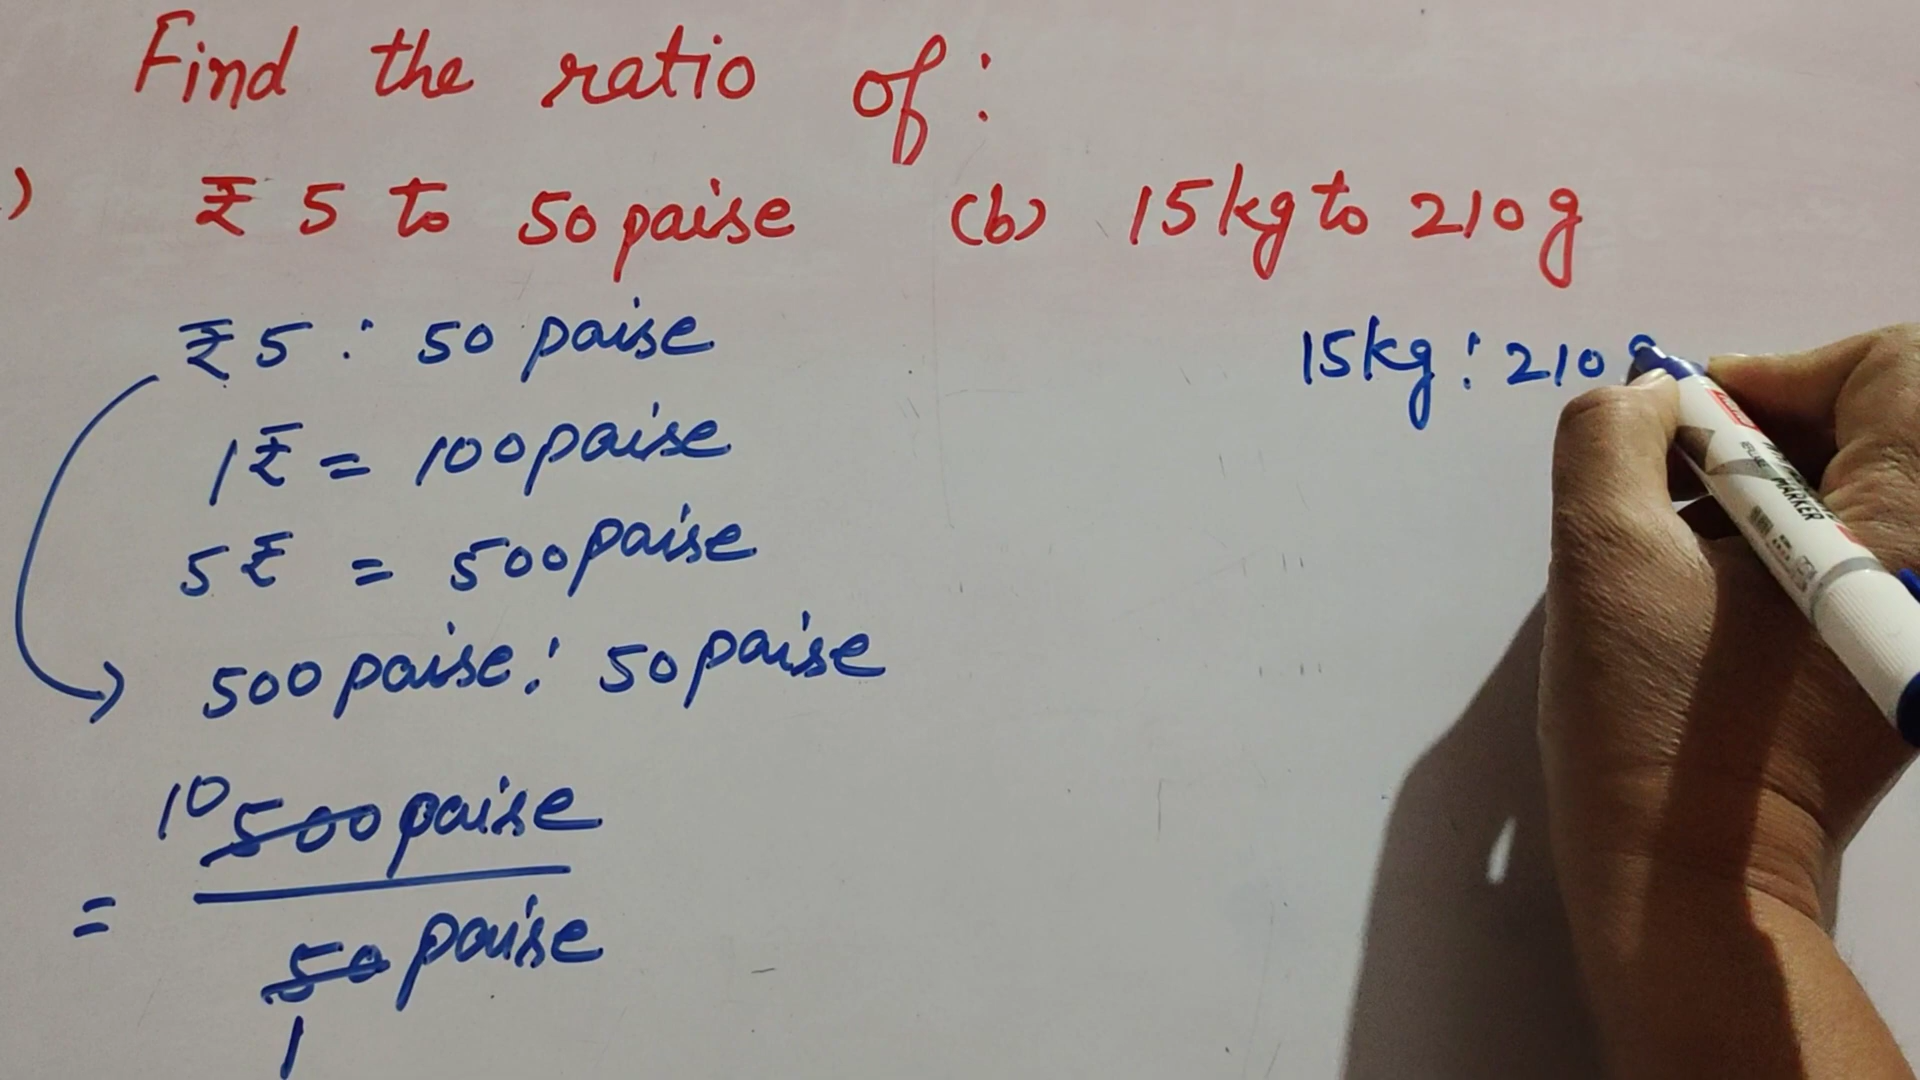 Find the ratio of:
) ₹ 5 to 50 paise (b) 15kg to 210g
₹5 : 50 paise
1₹ = 100 paise
5₹ = 500 paise
500 paise : 50 paise
10 500 paise
=
50 paise
1
15kg : 210
MARKER